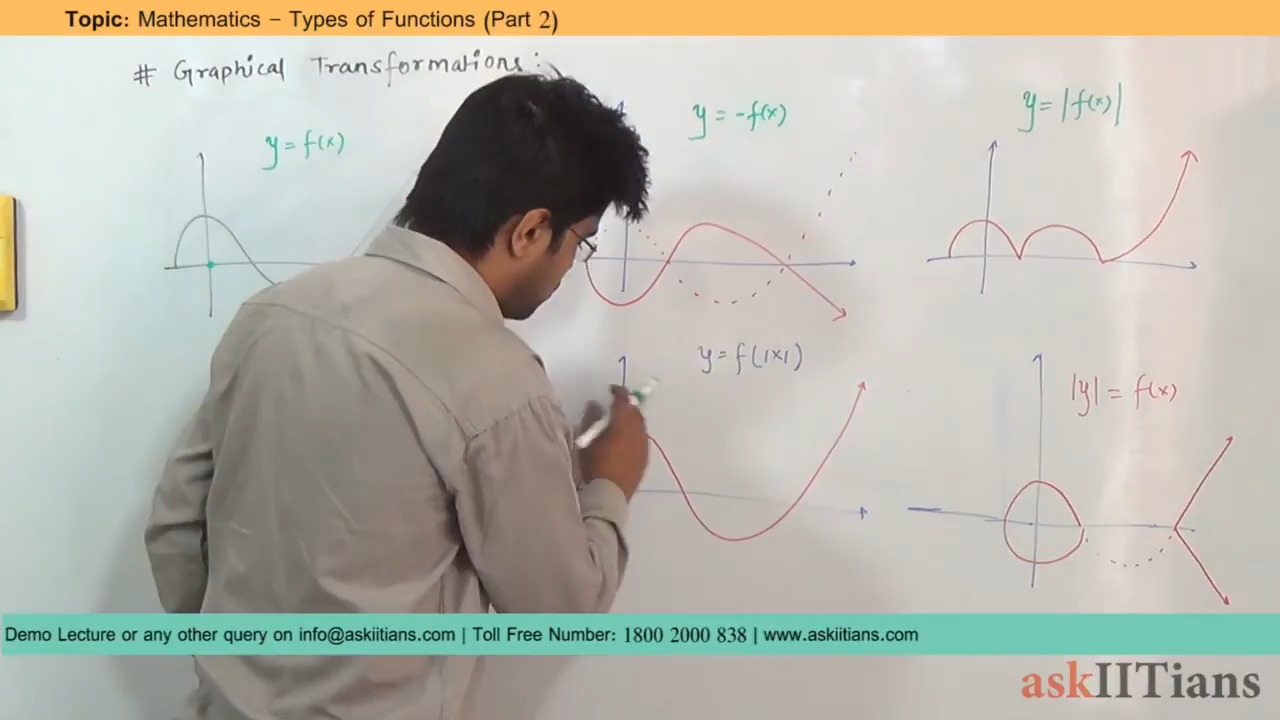 Topic: Mathematics – Types of Functions (Part 2)
# Graphical Transformations:
y = f(x)
y = -f(x)
y = |f(x)|
y = f(|x|)
|y| = f(x)
Demo Lecture or any other query on info@askiitians.com | Toll Free Number: 1800 2000 838 | www.askiitians.com
askIITians